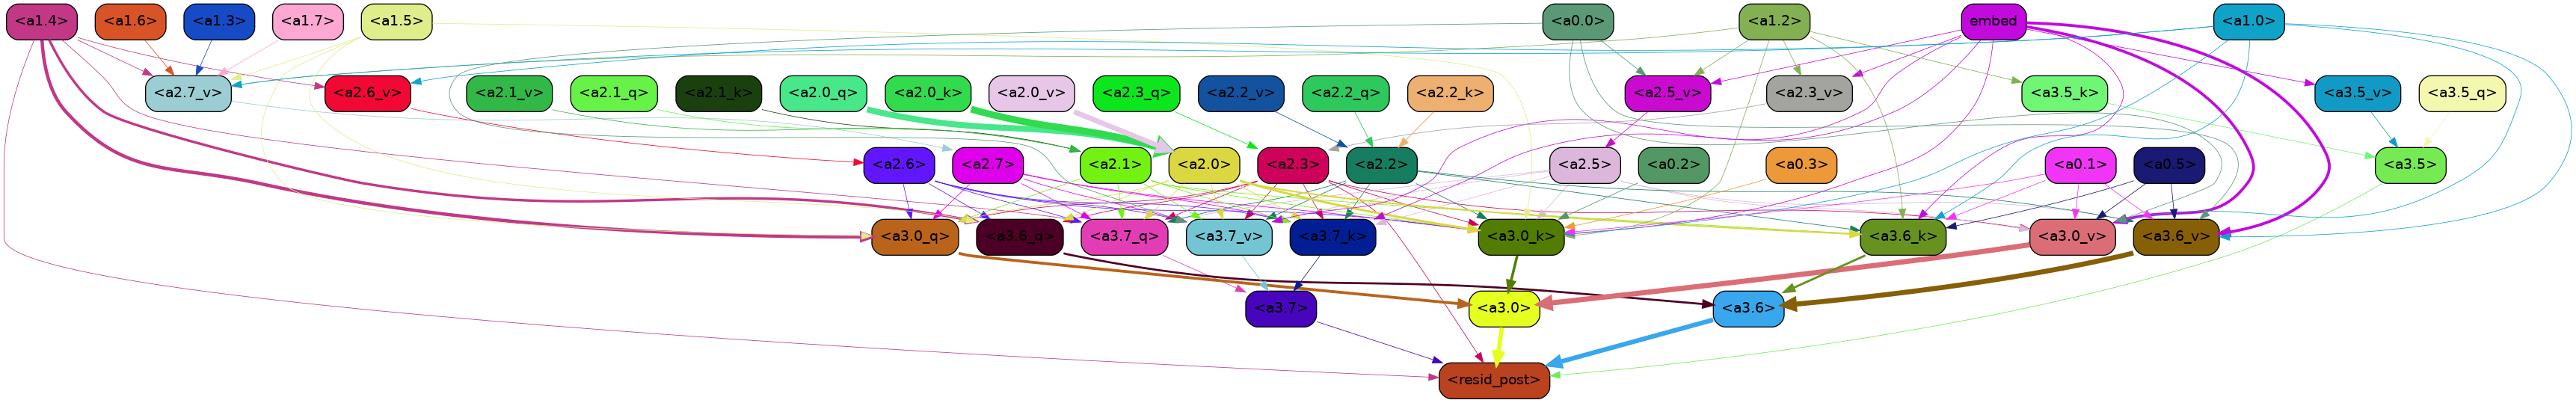 <a1.4> <a1.6> <a1.3> <a1.7> <a1.5> <a0.0> <a1.2> embed <a1.0>
<a2.7_v> <a2.6_v> <a2.1_v> <a2.1_q> <a2.1_k> <a2.0_q> <a2.0_k> <a2.0_v> <a2.3_q> <a2.2_v> <a2.2_q> <a2.2_k> <a2.5_v> <a2.3_v> <a3.5_k> <a3.5_v> <a3.5_q>
<a2.6> <a2.7> <a2.1> <a2.0> <a2.3> <a2.2> <a2.5> <a0.2> <a0.3> <a0.1> <a0.5> <a3.5>
<a3.0_q> <a3.6_q> <a3.7_q> <a3.7_v> <a3.7_k> <a3.0_k> <a3.6_k> <a3.0_v> <a3.6_v>
<a3.7> <a3.0> <a3.6>
<resid_post>